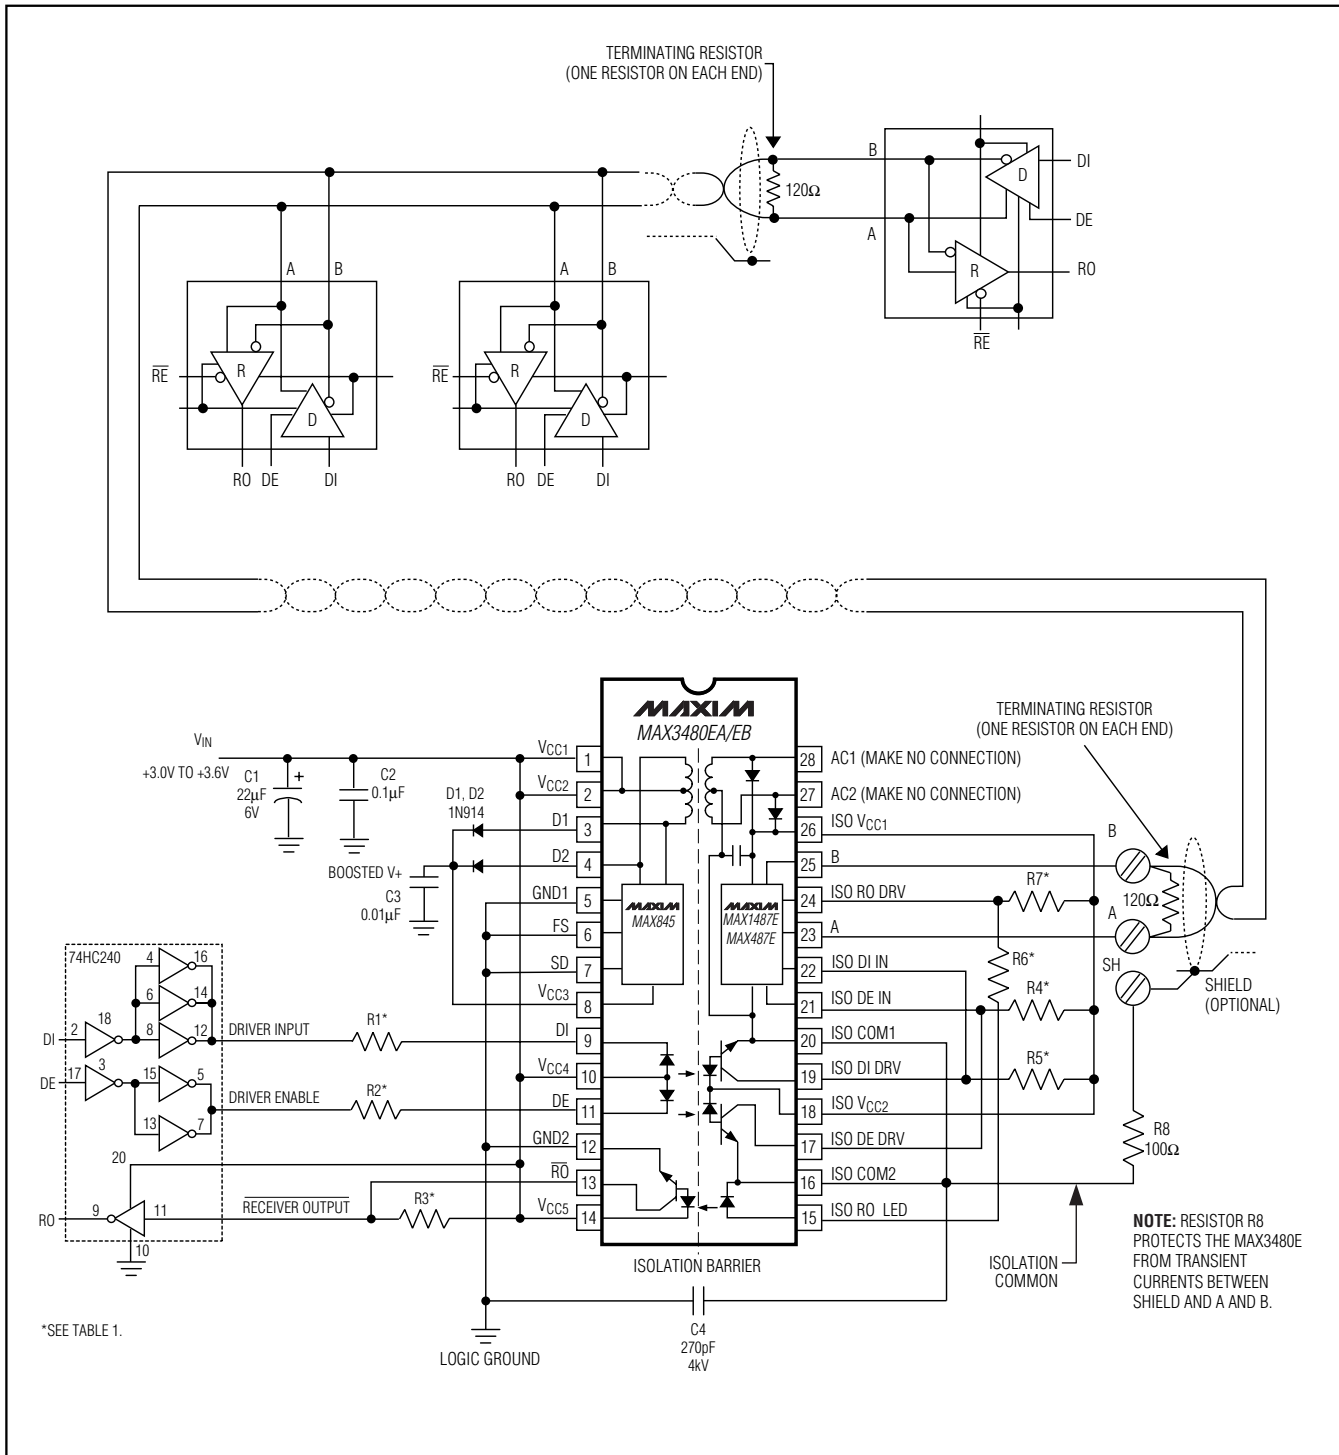 TERMINATING RESISTOR
(ONE RESISTOR ON EACH END)
B
DI
D
120Ω
DE
A
R
RO
RE
A
B
A
B
RE
R
D
RE
R
D
RO DE DI
RO DE DI
MAXIM
MAX3480EA/EB
TERMINATING RESISTOR
(ONE RESISTOR ON EACH END)
VIN
+3.0V TO +3.6V
C1
22µF
6V
C2
0.1µF
D1, D2
1N914
BOOSTED V+
C3
0.01µF
VCC1
1
VCC2
2
D1
3
D2
4
GND1
5
FS
6
SD
7
VCC3
8
DI
9
VCC4
10
DE
11
GND2
12
RO
13
VCC5
14
MAXIM
MAX845
MAXIM
MAX1487E
MAX487E
28
AC1 (MAKE NO CONNECTION)
27
AC2 (MAKE NO CONNECTION)
26
ISO VCC1
25
B
24
ISO RO DRV
23
A
22
ISO DI IN
21
ISO DE IN
20
ISO COM1
19
ISO DI DRV
18
ISO VCC2
17
ISO DE DRV
16
ISO COM2
15
ISO RO LED
R7*
R6*
R4*
R5*
B
120Ω
A
SH
SHIELD
(OPTIONAL)
R8
100Ω
74HC240
4
16
6
14
DI
2
18
8
12
DRIVER INPUT
R1*
DE
17
3
15
5
DRIVER ENABLE
R2*
13
7
20
RO
9
11
RECEIVER OUTPUT
R3*
10
ISOLATION BARRIER
ISOLATION
COMMON
NOTE: RESISTOR R8
PROTECTS THE MAX3480E
FROM TRANSIENT
CURRENTS BETWEEN
SHIELD AND A AND B.
*SEE TABLE 1.
LOGIC GROUND
C4
270pF
4kV